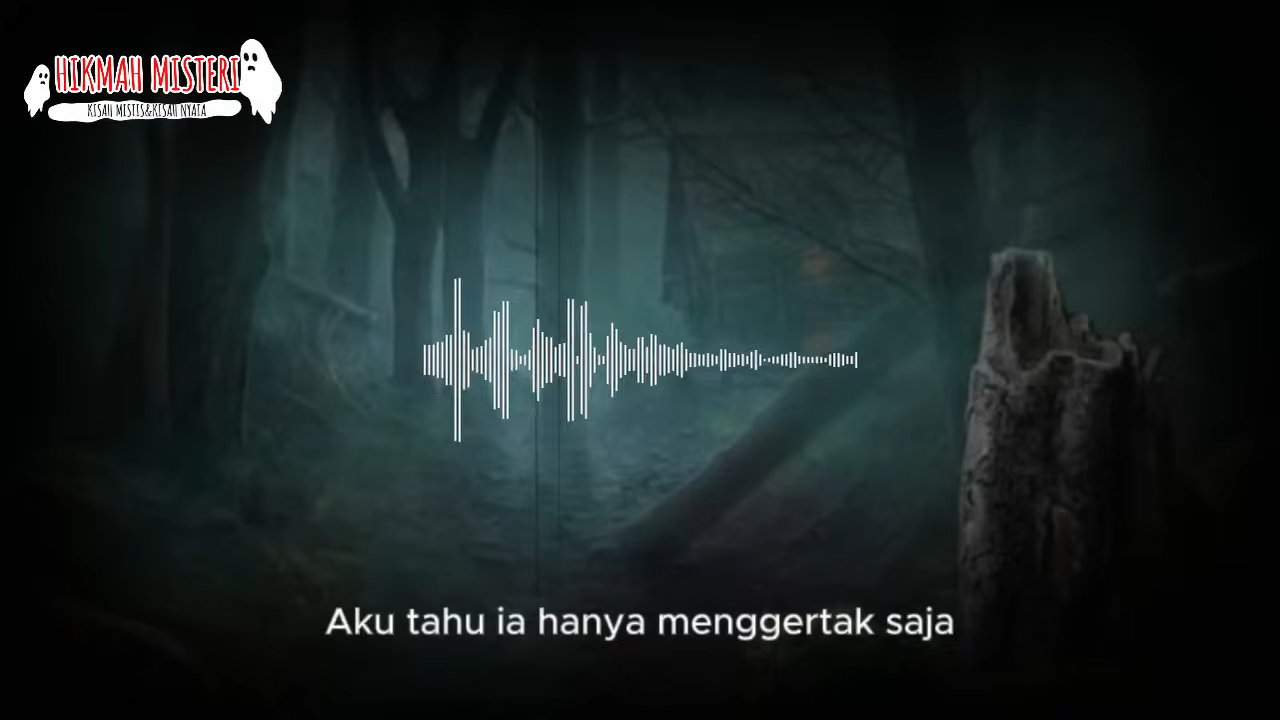 HIKMAH MISTERI
KISAH MISTIS&KISAH NYATA
Aku tahu ia hanya menggertak saja